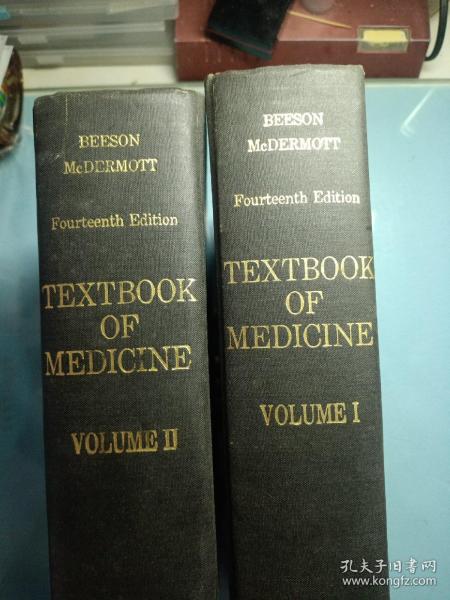 BEESON
McDERMOTT
Fourteenth Edition
TEXTBOOK
OF
MEDICINE
VOLUME II
BEESON
McDERMOTT
Fourteenth Edition
TEXTBOOK
OF
MEDICINE
VOLUME I
孔夫子旧书网
www.kongfz.com